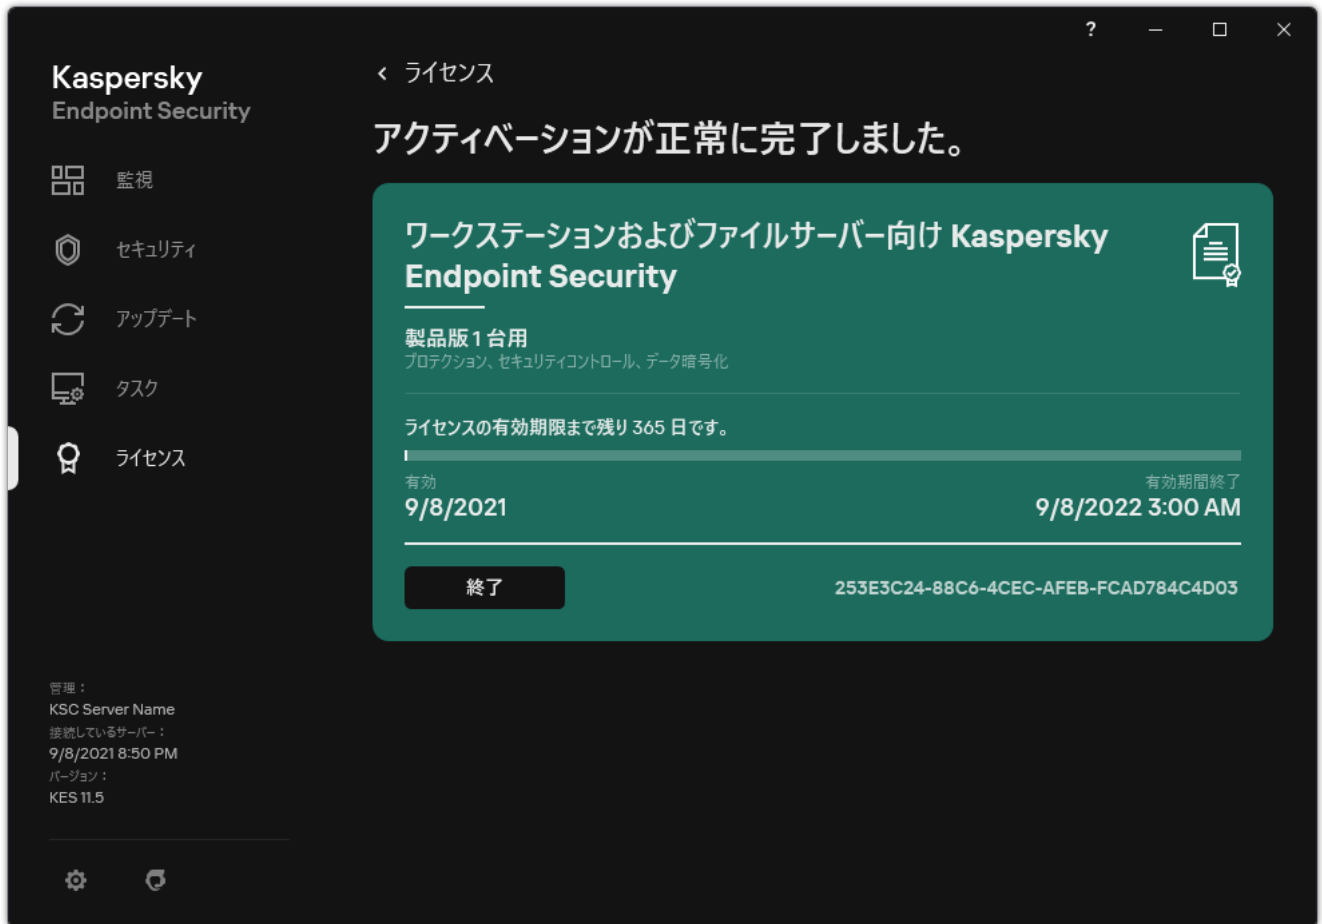 ?
Kaspersky
Endpoint Security
監視
セキュリティ
アップデート
タスク
ライセンス
管理：
KSC Server Name
接続しているサーバー：
9/8/2021 8:50 PM
バージョン：
KES 11.5
ライセンス
アクティベーションが正常に完了しました。
ワークステーションおよびファイルサーバー向け Kaspersky
Endpoint Security
製品版 1 台用
プロテクション、セキュリティコントロール、データ暗号化
ライセンスの有効期限まで残り 365 日です。
有効
9/8/2021
有効期間終了
9/8/2022 3:00 AM
終了
253E3C24-88C6-4CEC-AFEB-FCAD784C4D03